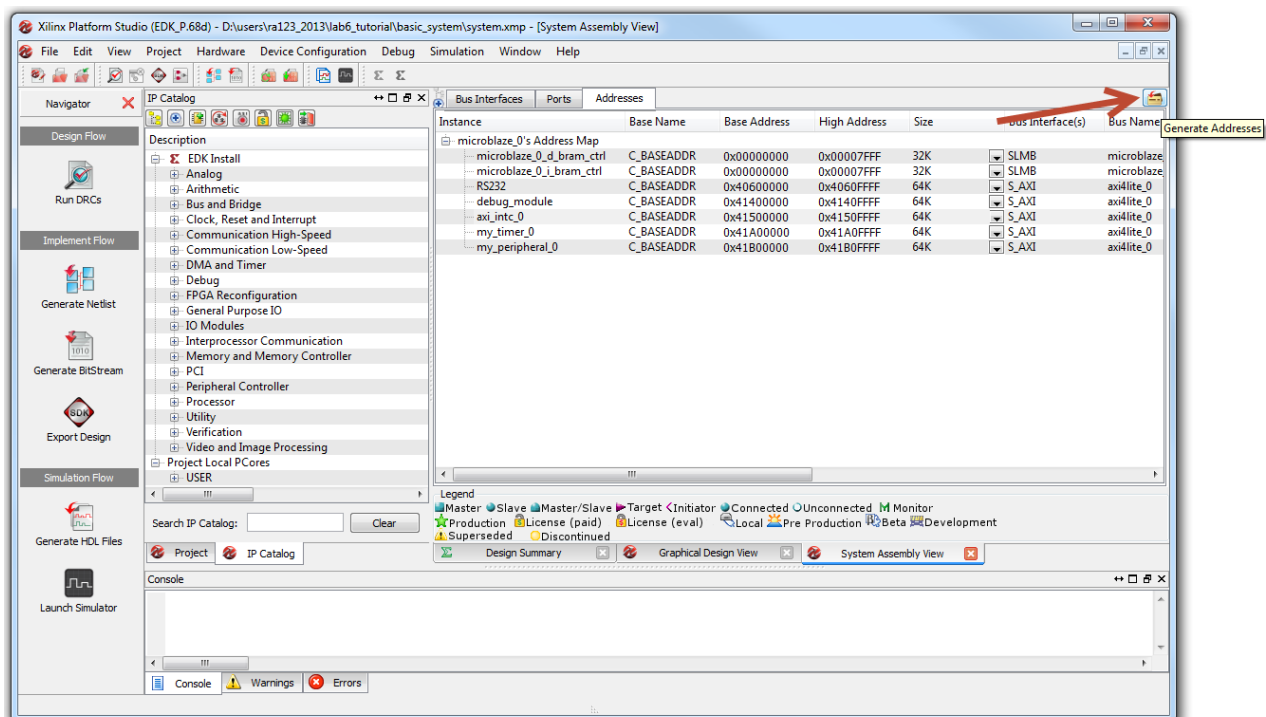 Xilinx Platform Studio (EDK_P.68d) - D:\users\ra123_2013\lab6_tutorial\basic_system\system.xmp - [System Assembly View]
File Edit View Project Hardware Device Configuration Debug Simulation Window Help
Navigator
Design Flow
Run DRCs
Implement Flow
Generate Netlist
1010
Generate BitStream
SDK
Export Design
Simulation Flow
Generate HDL Files
Launch Simulator
IP Catalog
Description
EDK Install
Analog
Arithmetic
Bus and Bridge
Clock, Reset and Interrupt
Communication High-Speed
Communication Low-Speed
DMA and Timer
Debug
FPGA Reconfiguration
General Purpose IO
IO Modules
Interprocessor Communication
Memory and Memory Controller
PCI
Peripheral Controller
Processor
Utility
Verification
Video and Image Processing
Project Local PCores
USER
Search IP Catalog: Clear
Project IP Catalog
Bus Interfaces Ports Addresses
Generate Addresses
Instance Base Name Base Address High Address Size Bus Interface(s) Bus Name
microblaze_0's Address Map
microblaze_0_d_bram_ctrl C_BASEADDR 0x00000000 0x00007FFF 32K SLMB microblaze
microblaze_0_i_bram_ctrl C_BASEADDR 0x00000000 0x00007FFF 32K SLMB microblaze
RS232 C_BASEADDR 0x40600000 0x4060FFFF 64K S_AXI axi4lite_0
debug_module C_BASEADDR 0x41400000 0x4140FFFF 64K S_AXI axi4lite_0
axi_intc_0 C_BASEADDR 0x41500000 0x4150FFFF 64K S_AXI axi4lite_0
my_timer_0 C_BASEADDR 0x41A00000 0x41A0FFFF 64K S_AXI axi4lite_0
my_peripheral_0 C_BASEADDR 0x41B00000 0x41B0FFFF 64K S_AXI axi4lite_0
Legend
Master Slave Master/Slave Target Initiator Connected Unconnected M Monitor
Production License (paid) License (eval) Local Pre Production Beta Development
Superseded Discontinued
Design Summary Graphical Design View System Assembly View
Console
Console Warnings Errors